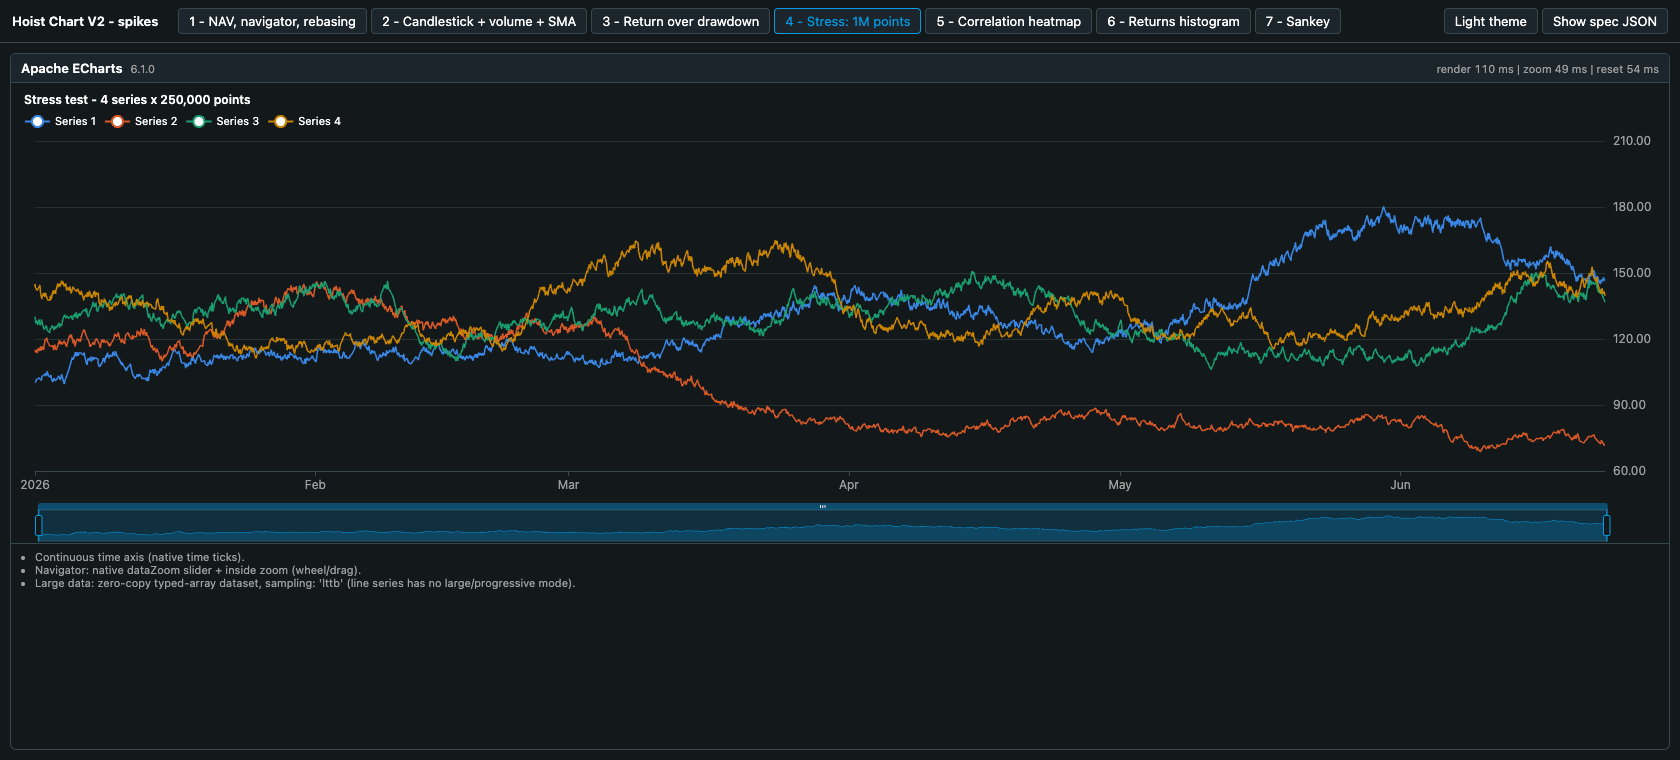 Hoist Chart V2 - spikes
1 - NAV, navigator, rebasing
2 - Candlestick + volume + SMA
3 - Return over drawdown
4 - Stress: 1M points
5 - Correlation heatmap
6 - Returns histogram
7 - Sankey
Light theme
Show spec JSON
Apache ECharts 6.1.0
render 110 ms | zoom 49 ms | reset 54 ms
Stress test - 4 series x 250,000 points
Series 1 Series 2 Series 3 Series 4
210.00
180.00
150.00
120.00
90.00
60.00
2026 Feb Mar Apr May Jun
Continuous time axis (native time ticks).
Navigator: native dataZoom slider + inside zoom (wheel/drag).
Large data: zero-copy typed-array dataset, sampling: 'lttb' (line series has no large/progressive mode).